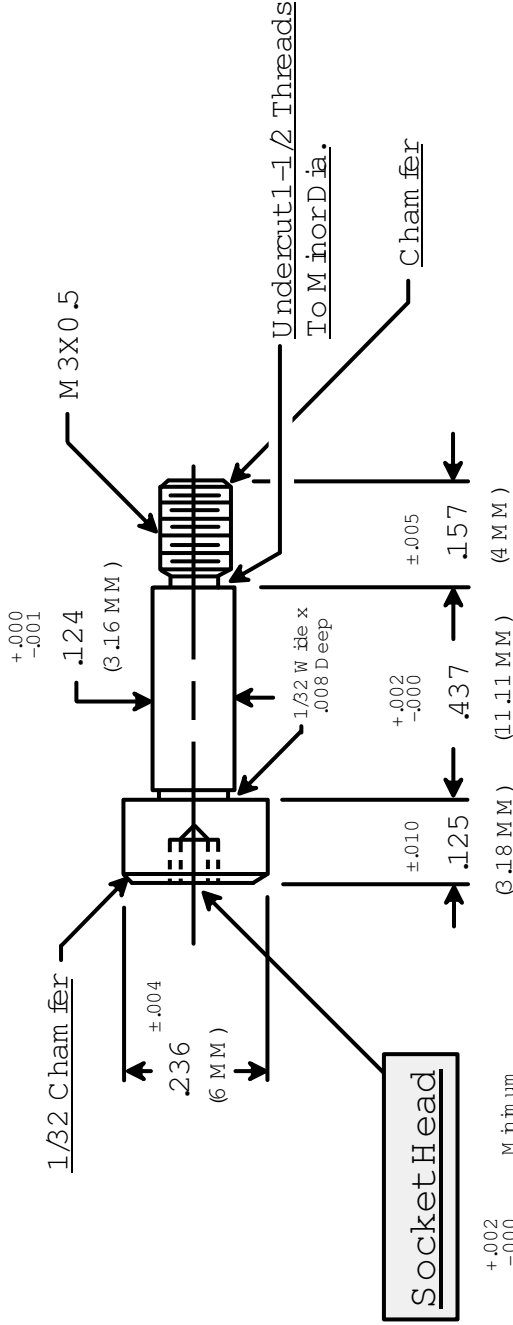 1/32 Chamfer
+.000
-.001
.124
(3.16 MM)
M3X0.5
±.004
.236
(6 MM)
1/32 Wide x
.008 Deep
Undercut 1-1/2 Threads
To Minor Dia.
Chamfer
±.010
.125
(3.18 MM)
+.002
-.000
.437
(11.11 MM)
±.005
.157
(4 MM)
Socket Head
+.002
-.000
Minimum